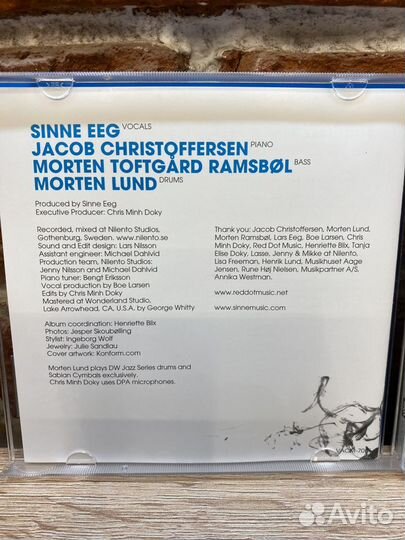 SINNE EEG VOCALS
JACOB CHRISTOFFERSEN PIANO
MORTEN TOFTGÅRD RAMSBØL BASS
MORTEN LUND DRUMS
Produced by Sinne Eeg
Executive Producer: Chris Minh Doky
Recorded, mixed at Nilento Studios,
Gothenburg, Sweden. www.nilento.se
Sound and Edit design: Lars Nilsson
Assistent engineer: Michael Dahlvid
Production team, Nilento Studios:
Jenny Nilsson and Michael Dahlvid
Piano tuner: Bengt Eriksson
Vocal production by Boe Larsen
Edits by Chris Minh Doky
Mastered at Wonderland Studio,
Lake Arrowhead, CA, U.S.A. by George Whitty
Album coordination: Henriette Blix
Photos: Jesper Skoubølling
Stylist: Ingeborg Wolf
Jewelry: Julie Sandlau
Cover artwork: Konform.com
Morten Lund plays DW Jazz Series drums and
Sabian Cymbals exclusively.
Chris Minh Doky uses DPA microphones.
Thank you: Jacob Christoffersen, Morten Lund,
Morten Ramsbøl, Lars Eeg, Boe Larsen, Chris
Minh Doky, Red Dot Music, Henriette Blix, Tanja
Elise Doky, Lasse, Jenny & Mikke at Nilento,
Lisa Freeman, Henrik Lund, Musikhuset Aage
Jensen, Rune Høj Nielsen, Musikpartner A/S,
Annika Westman.
www.reddotmusic.net
www.sinnemusic.com
Avito